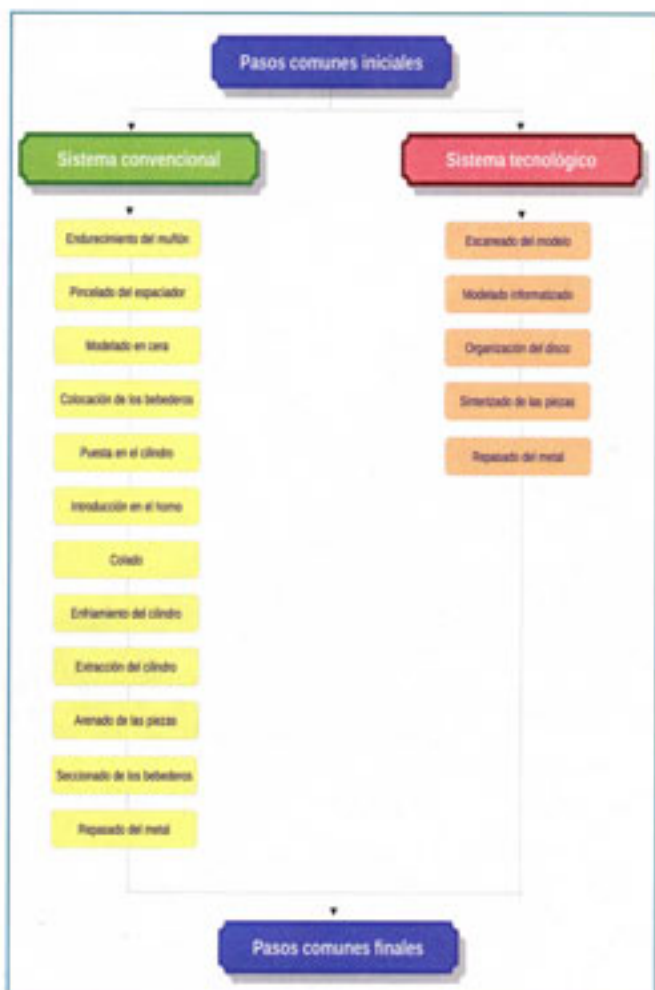 Pasos comunes iniciales
Sistema convencional
Endurecimiento del muñón
Pincelado del espaciador
Modelado en cera
Colocación de los bebederos
Puesta en el cilindro
Introducción en el horno
Colado
Enfriamiento del cilindro
Extracción del cilindro
Arenado de las piezas
Seccionado de los bebederos
Repasado del metal
Sistema tecnológico
Escaneado del modelo
Modelado informatizado
Organización del disco
Sinterizado de las piezas
Repasado del metal
Pasos comunes finales